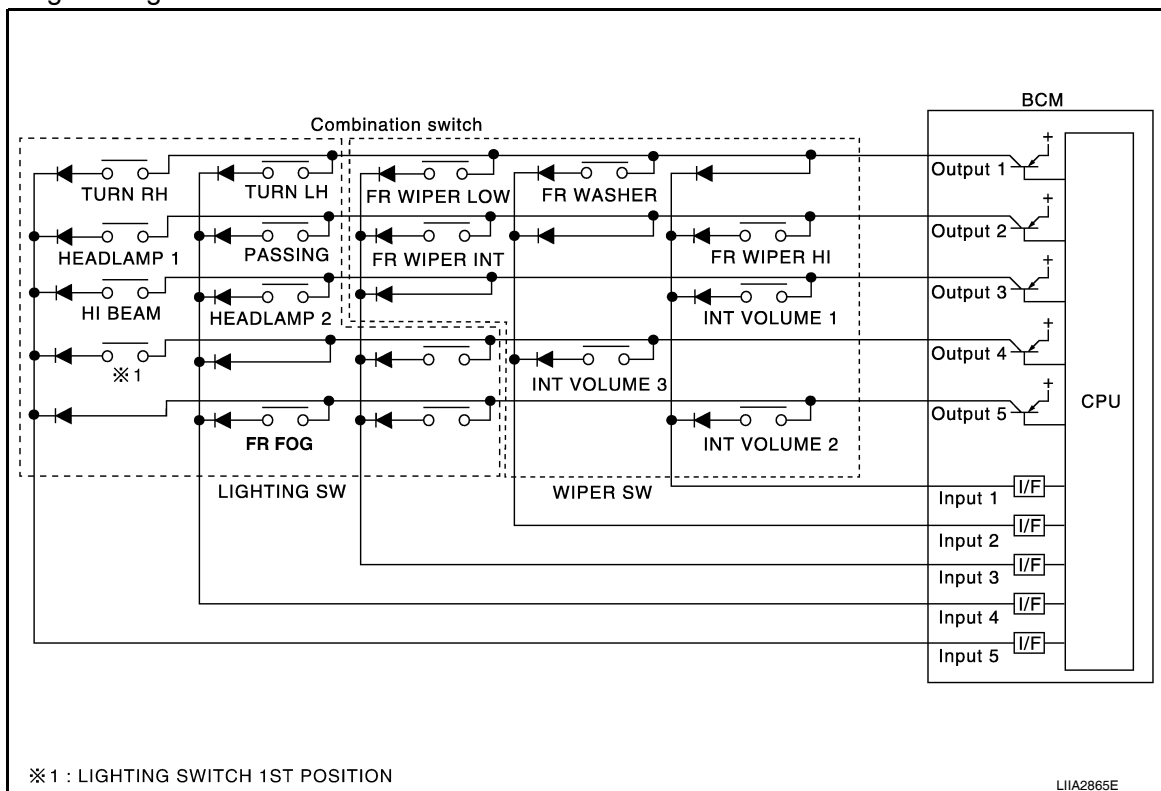 BCM
Combination switch
TURN RH
TURN LH
FR WIPER LOW
FR WASHER
Output 1
HEADLAMP 1
PASSING
FR WIPER INT
FR WIPER HI
Output 2
HI BEAM
HEADLAMP 2
INT VOLUME 1
Output 3
※1
INT VOLUME 3
Output 4
CPU
FR FOG
INT VOLUME 2
Output 5
LIGHTING SW
WIPER SW
Input 1
I/F
Input 2
I/F
Input 3
I/F
Input 4
I/F
Input 5
I/F
+
+
+
+
+
※1 : LIGHTING SWITCH 1ST POSITION
LIIA2865E